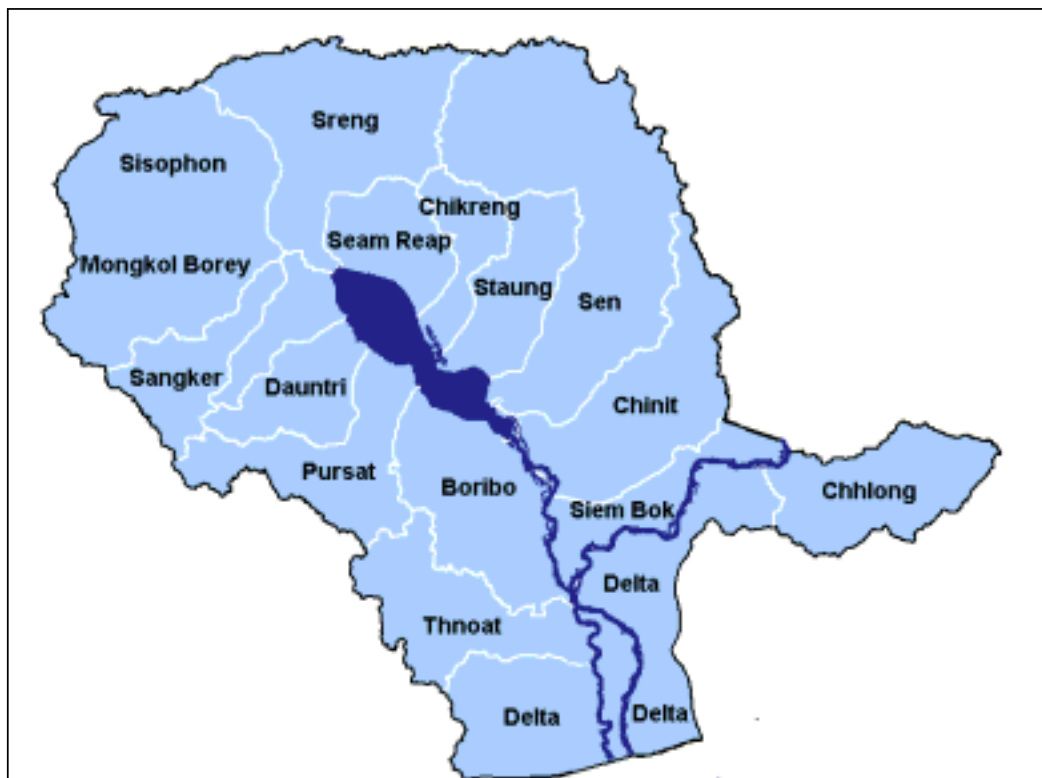 Sreng
Sisophon
Chikreng
Seam Reap
Mongkol Borey
Staung
Sen
Sangker
Dauntri
Chinit
Pursat
Boribo
Chhlong
Siem Bok
Delta
Thnoat
Delta
Delta